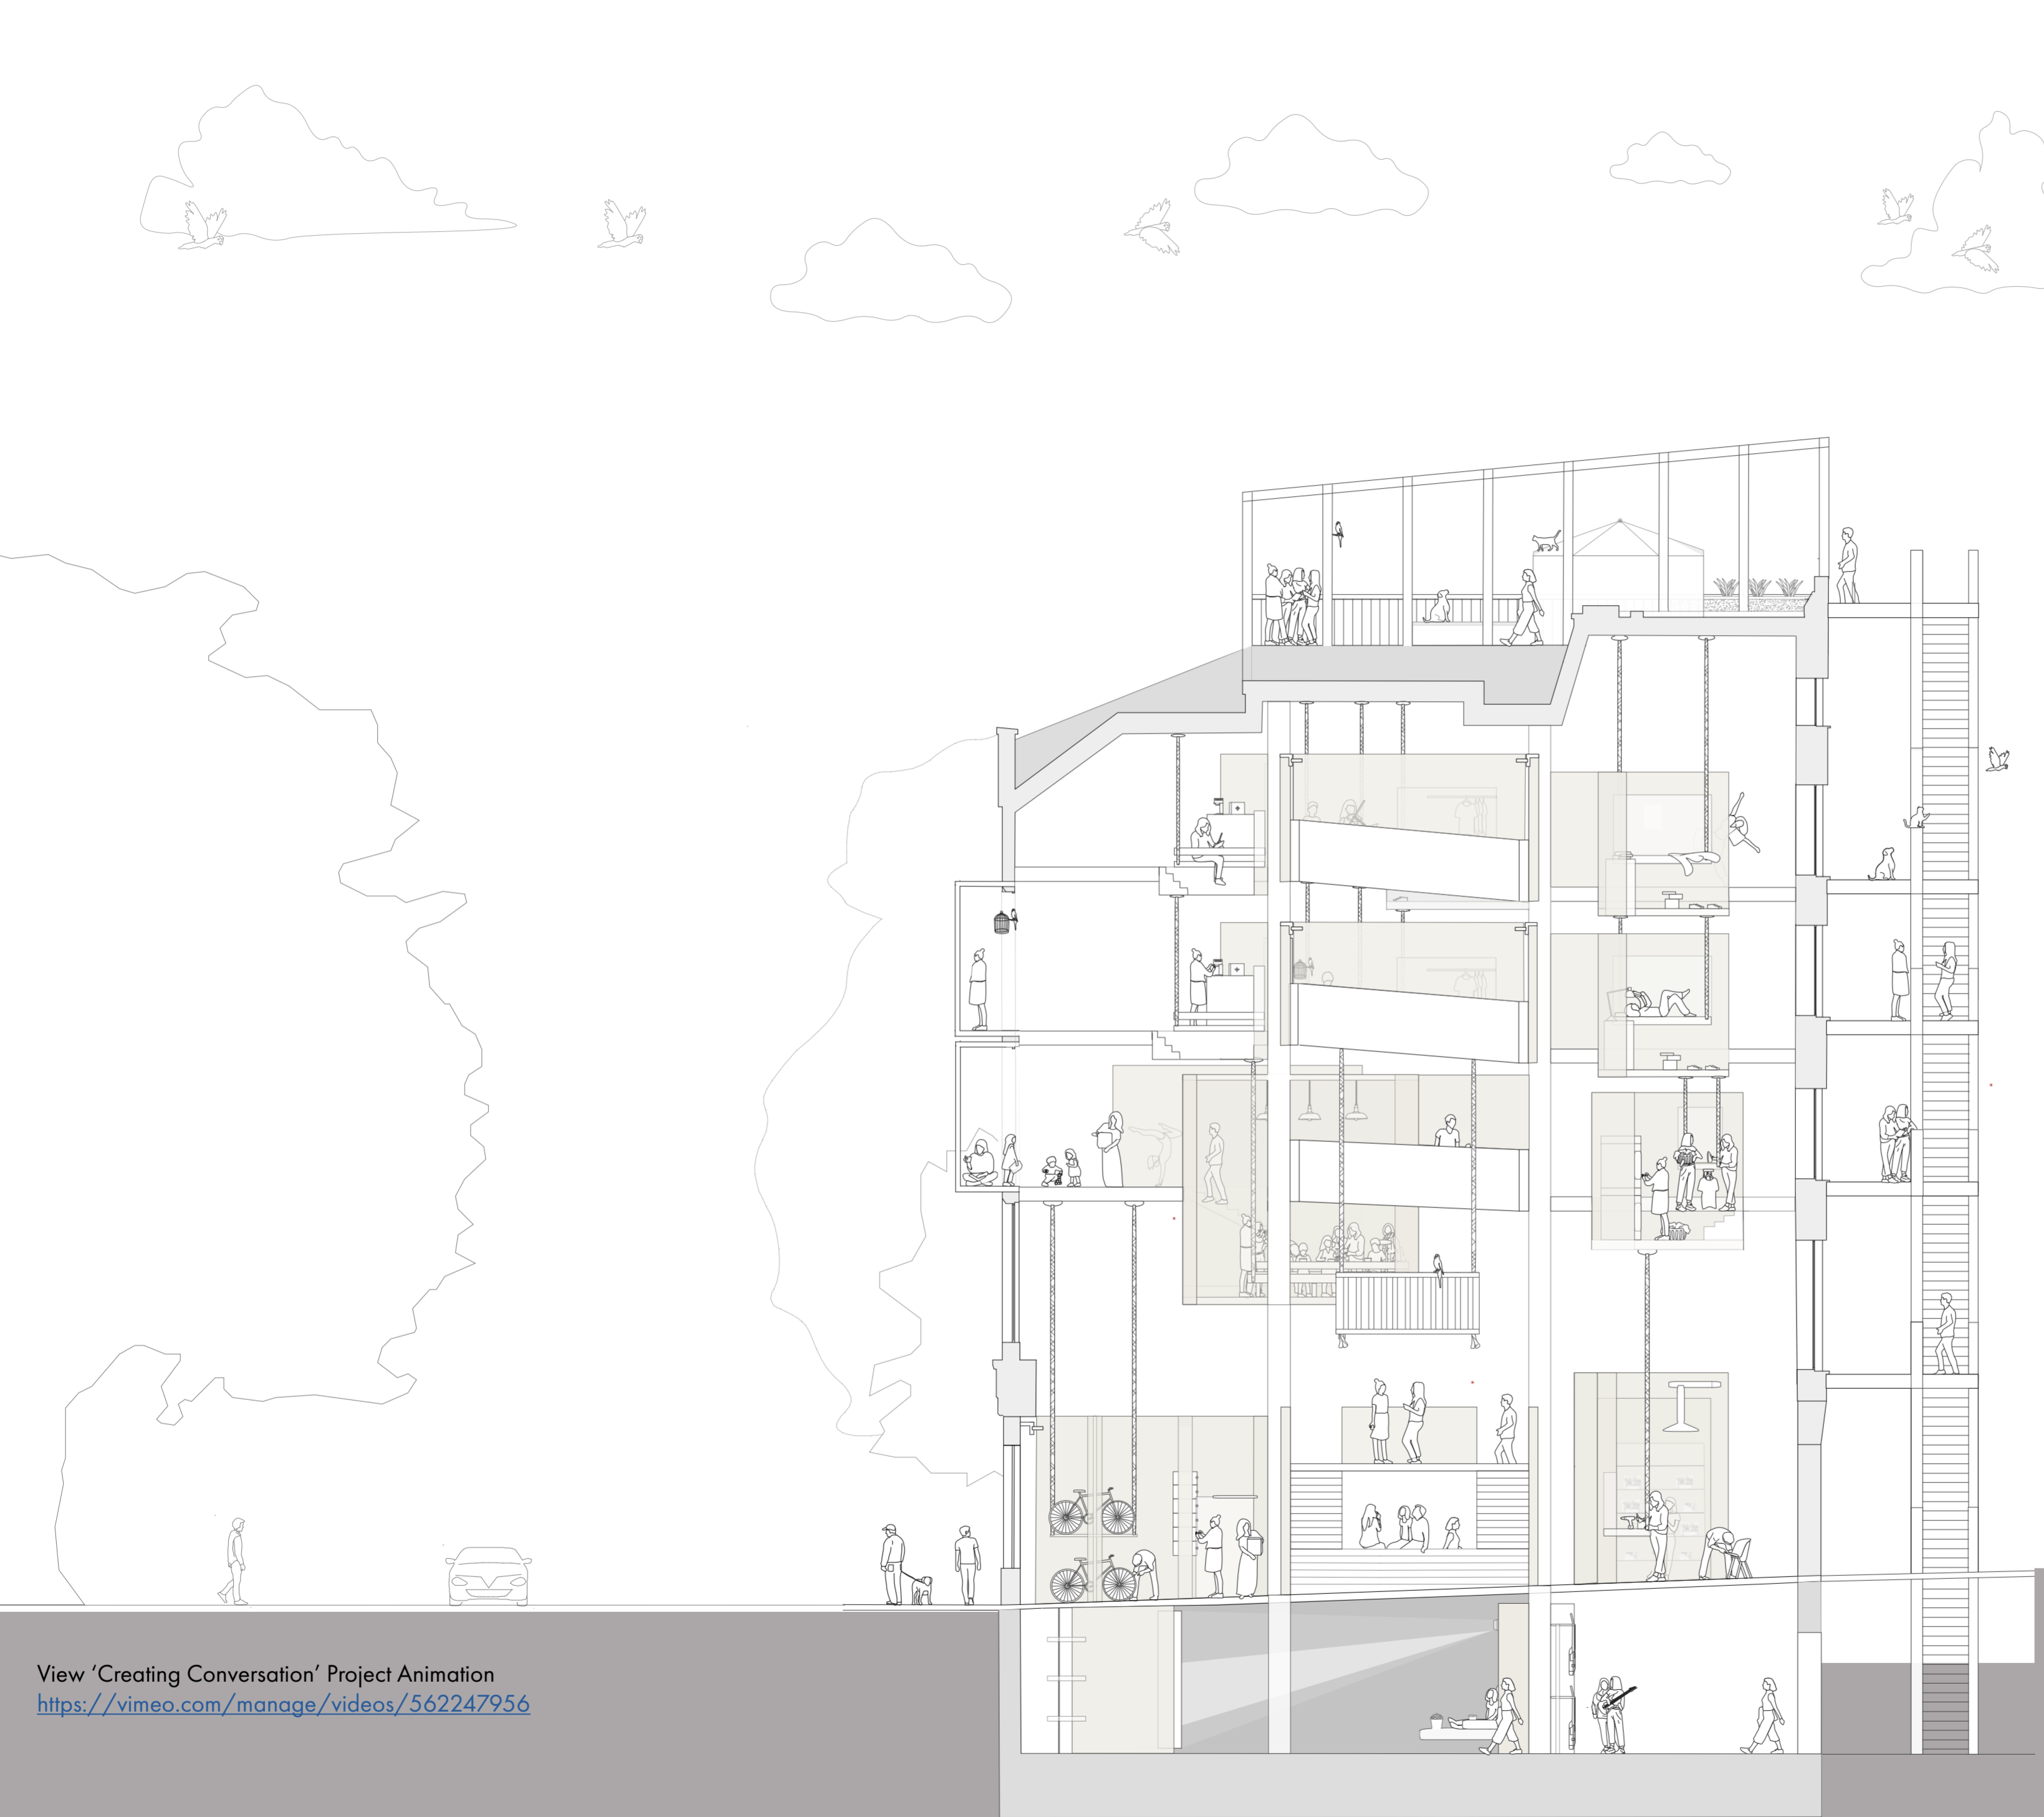 View ‘Creating Conversation’ Project Animation
https://vimeo.com/manage/videos/562247956